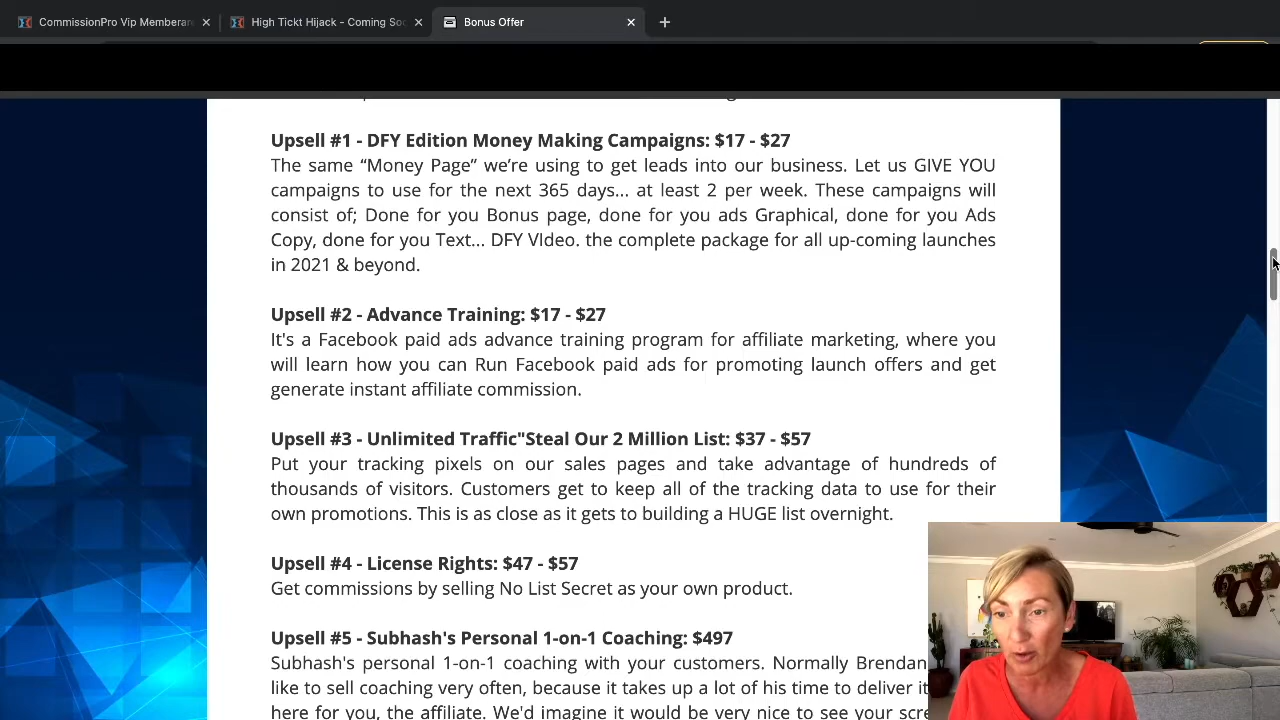 CommissionPro Vip Memberar
High Tickt Hijack - Coming Soo
Bonus Offer
Upsell #1 - DFY Edition Money Making Campaigns: $17 - $27
The same “Money Page” we’re using to get leads into our business. Let us GIVE YOU
campaigns to use for the next 365 days... at least 2 per week. These campaigns will
consist of; Done for you Bonus page, done for you ads Graphical, done for you Ads
Copy, done for you Text... DFY VIdeo. the complete package for all up-coming launches
in 2021 & beyond.
Upsell #2 - Advance Training: $17 - $27
It's a Facebook paid ads advance training program for affiliate marketing, where you
will learn how you can Run Facebook paid ads for promoting launch offers and get
generate instant affiliate commission.
Upsell #3 - Unlimited Traffic"Steal Our 2 Million List: $37 - $57
Put your tracking pixels on our sales pages and take advantage of hundreds of
thousands of visitors. Customers get to keep all of the tracking data to use for their
own promotions. This is as close as it gets to building a HUGE list overnight.
Upsell #4 - License Rights: $47 - $57
Get commissions by selling No List Secret as your own product.
Upsell #5 - Subhash's Personal 1-on-1 Coaching: $497
Subhash's personal 1-on-1 coaching with your customers. Normally Brendan
like to sell coaching very often, because it takes up a lot of his time to deliver it
here for you, the affiliate. We'd imagine it would be very nice to see your scre